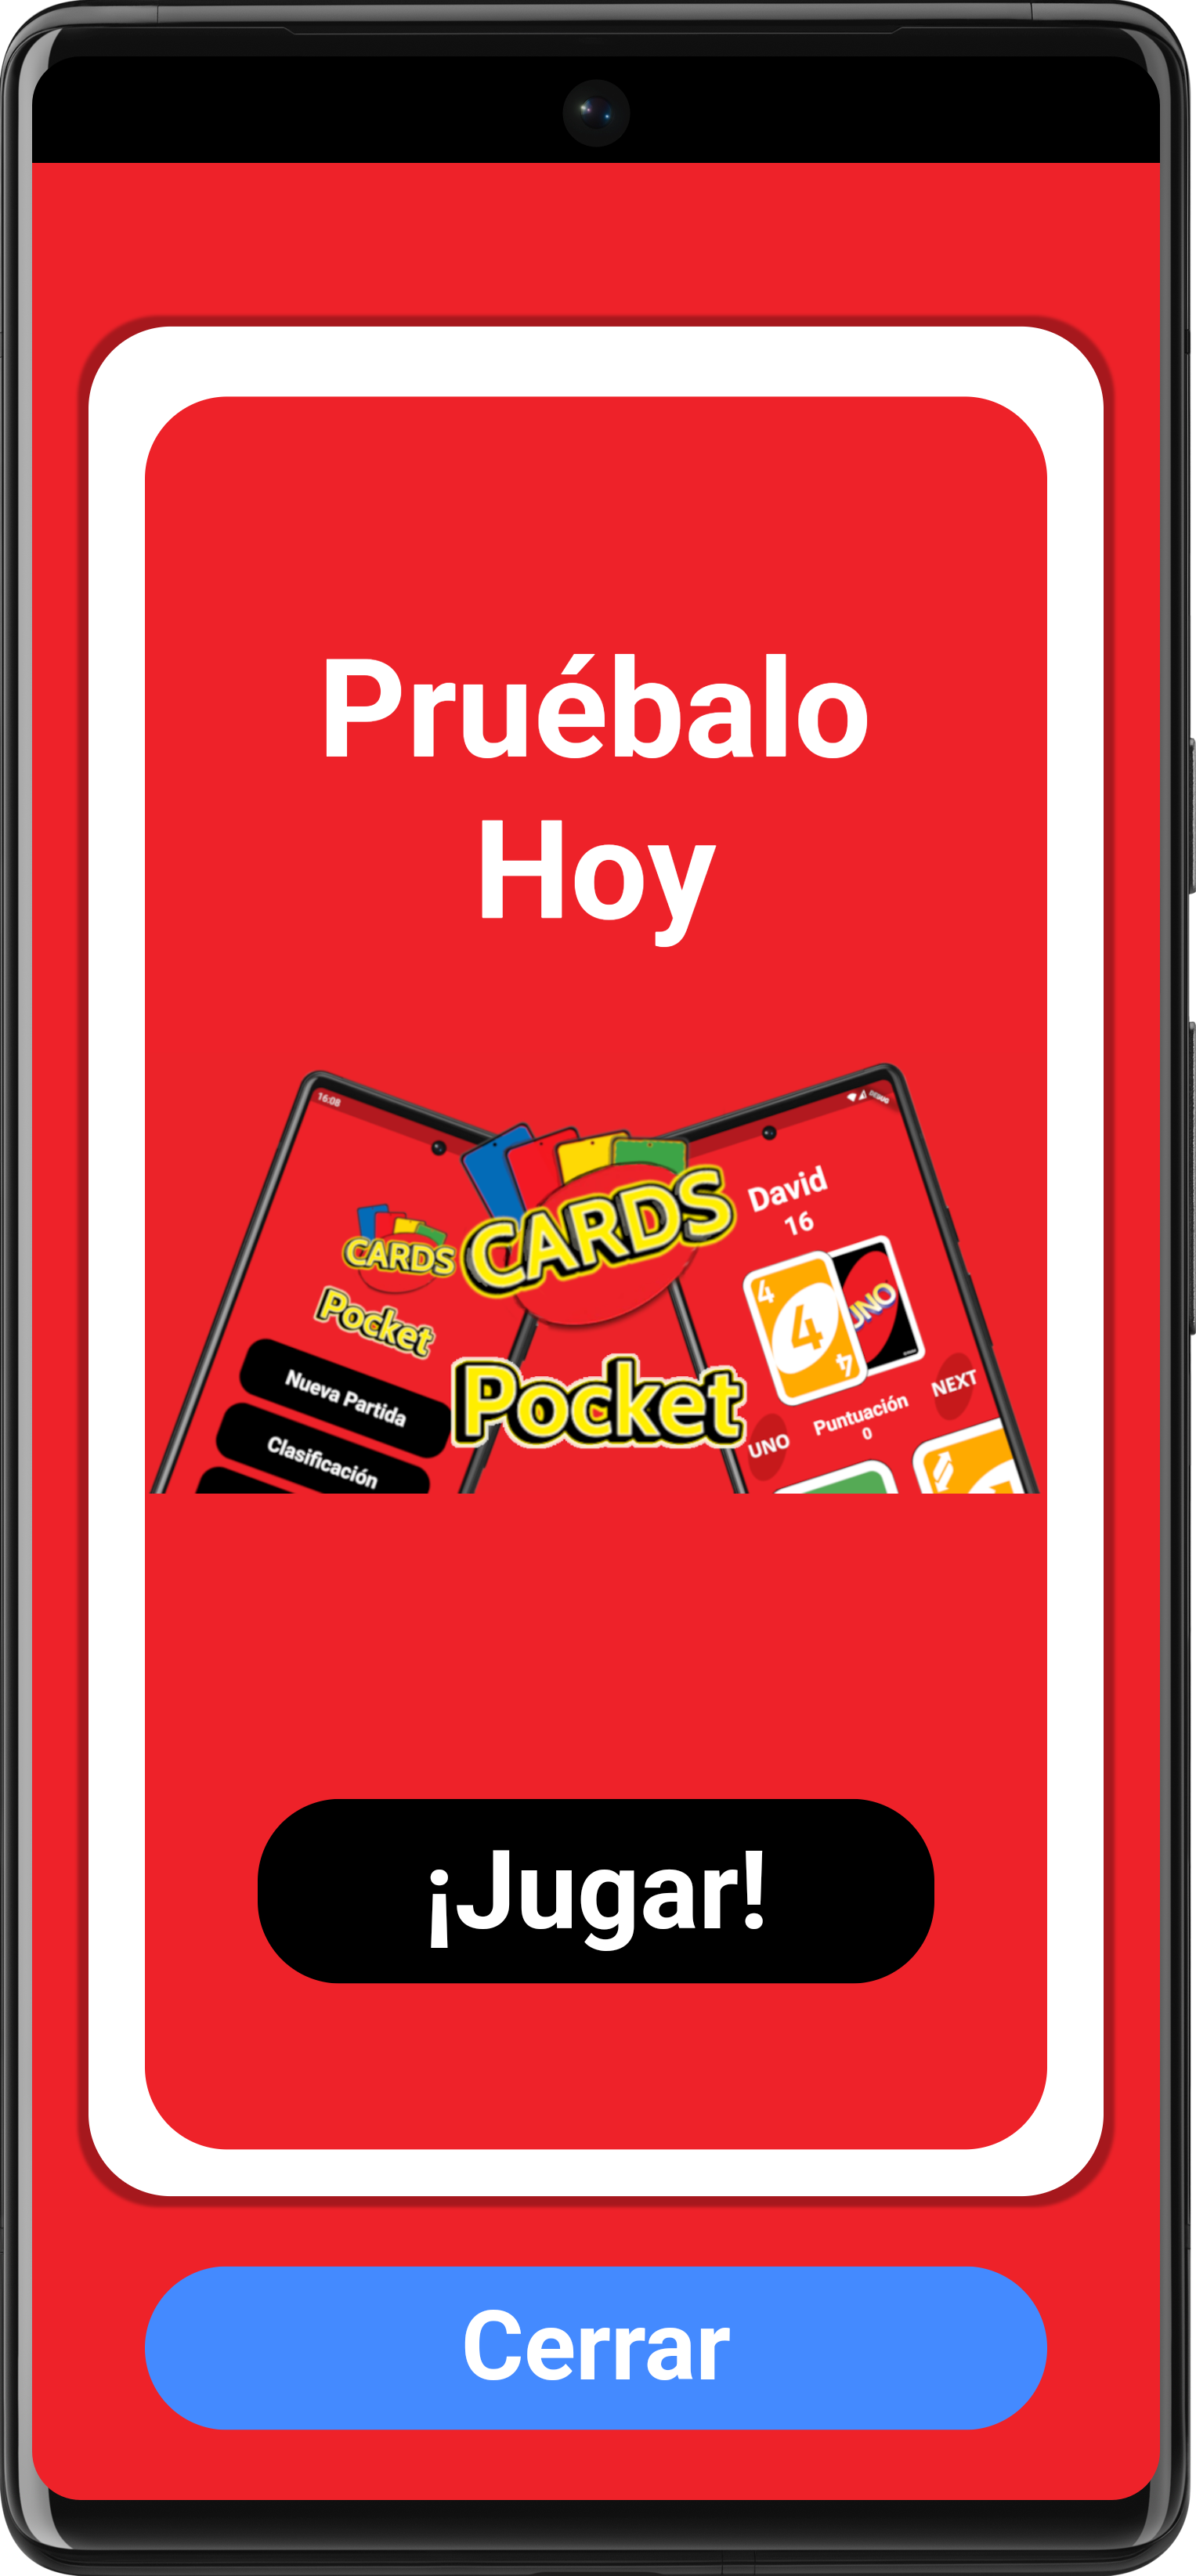 Pruébalo
Hoy
16:08
DEBUG
CARDS
Pocket
Nueva Partida
Clasificación
CARDS
Pocket
David
16
4
4
4
UNO
UNO
Puntuación
0
NEXT
¡Jugar!
Cerrar